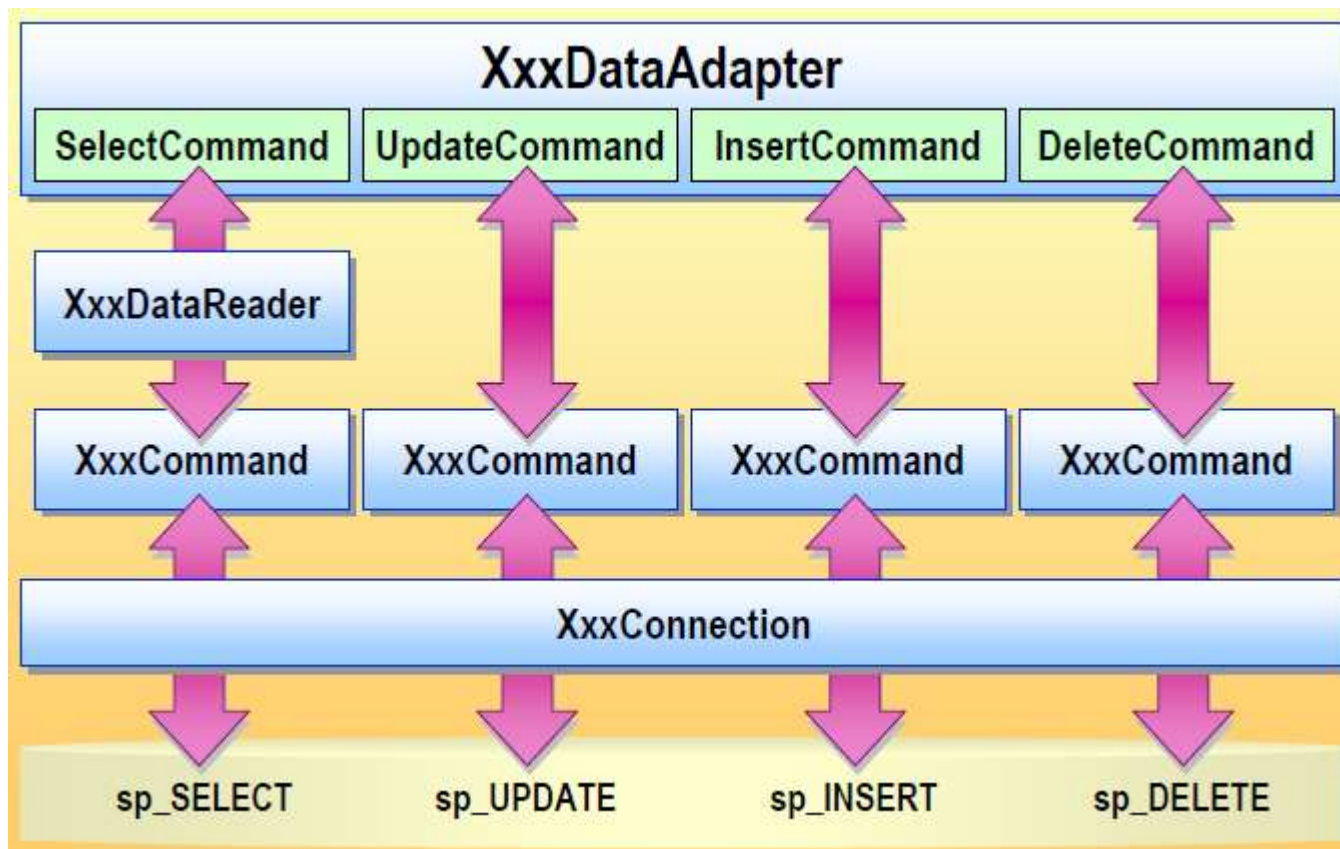 XxxDataAdapter
SelectCommand UpdateCommand InsertCommand DeleteCommand
XxxDataReader
XxxCommand XxxCommand XxxCommand XxxCommand
XxxConnection
sp_SELECT sp_UPDATE sp_INSERT sp_DELETE